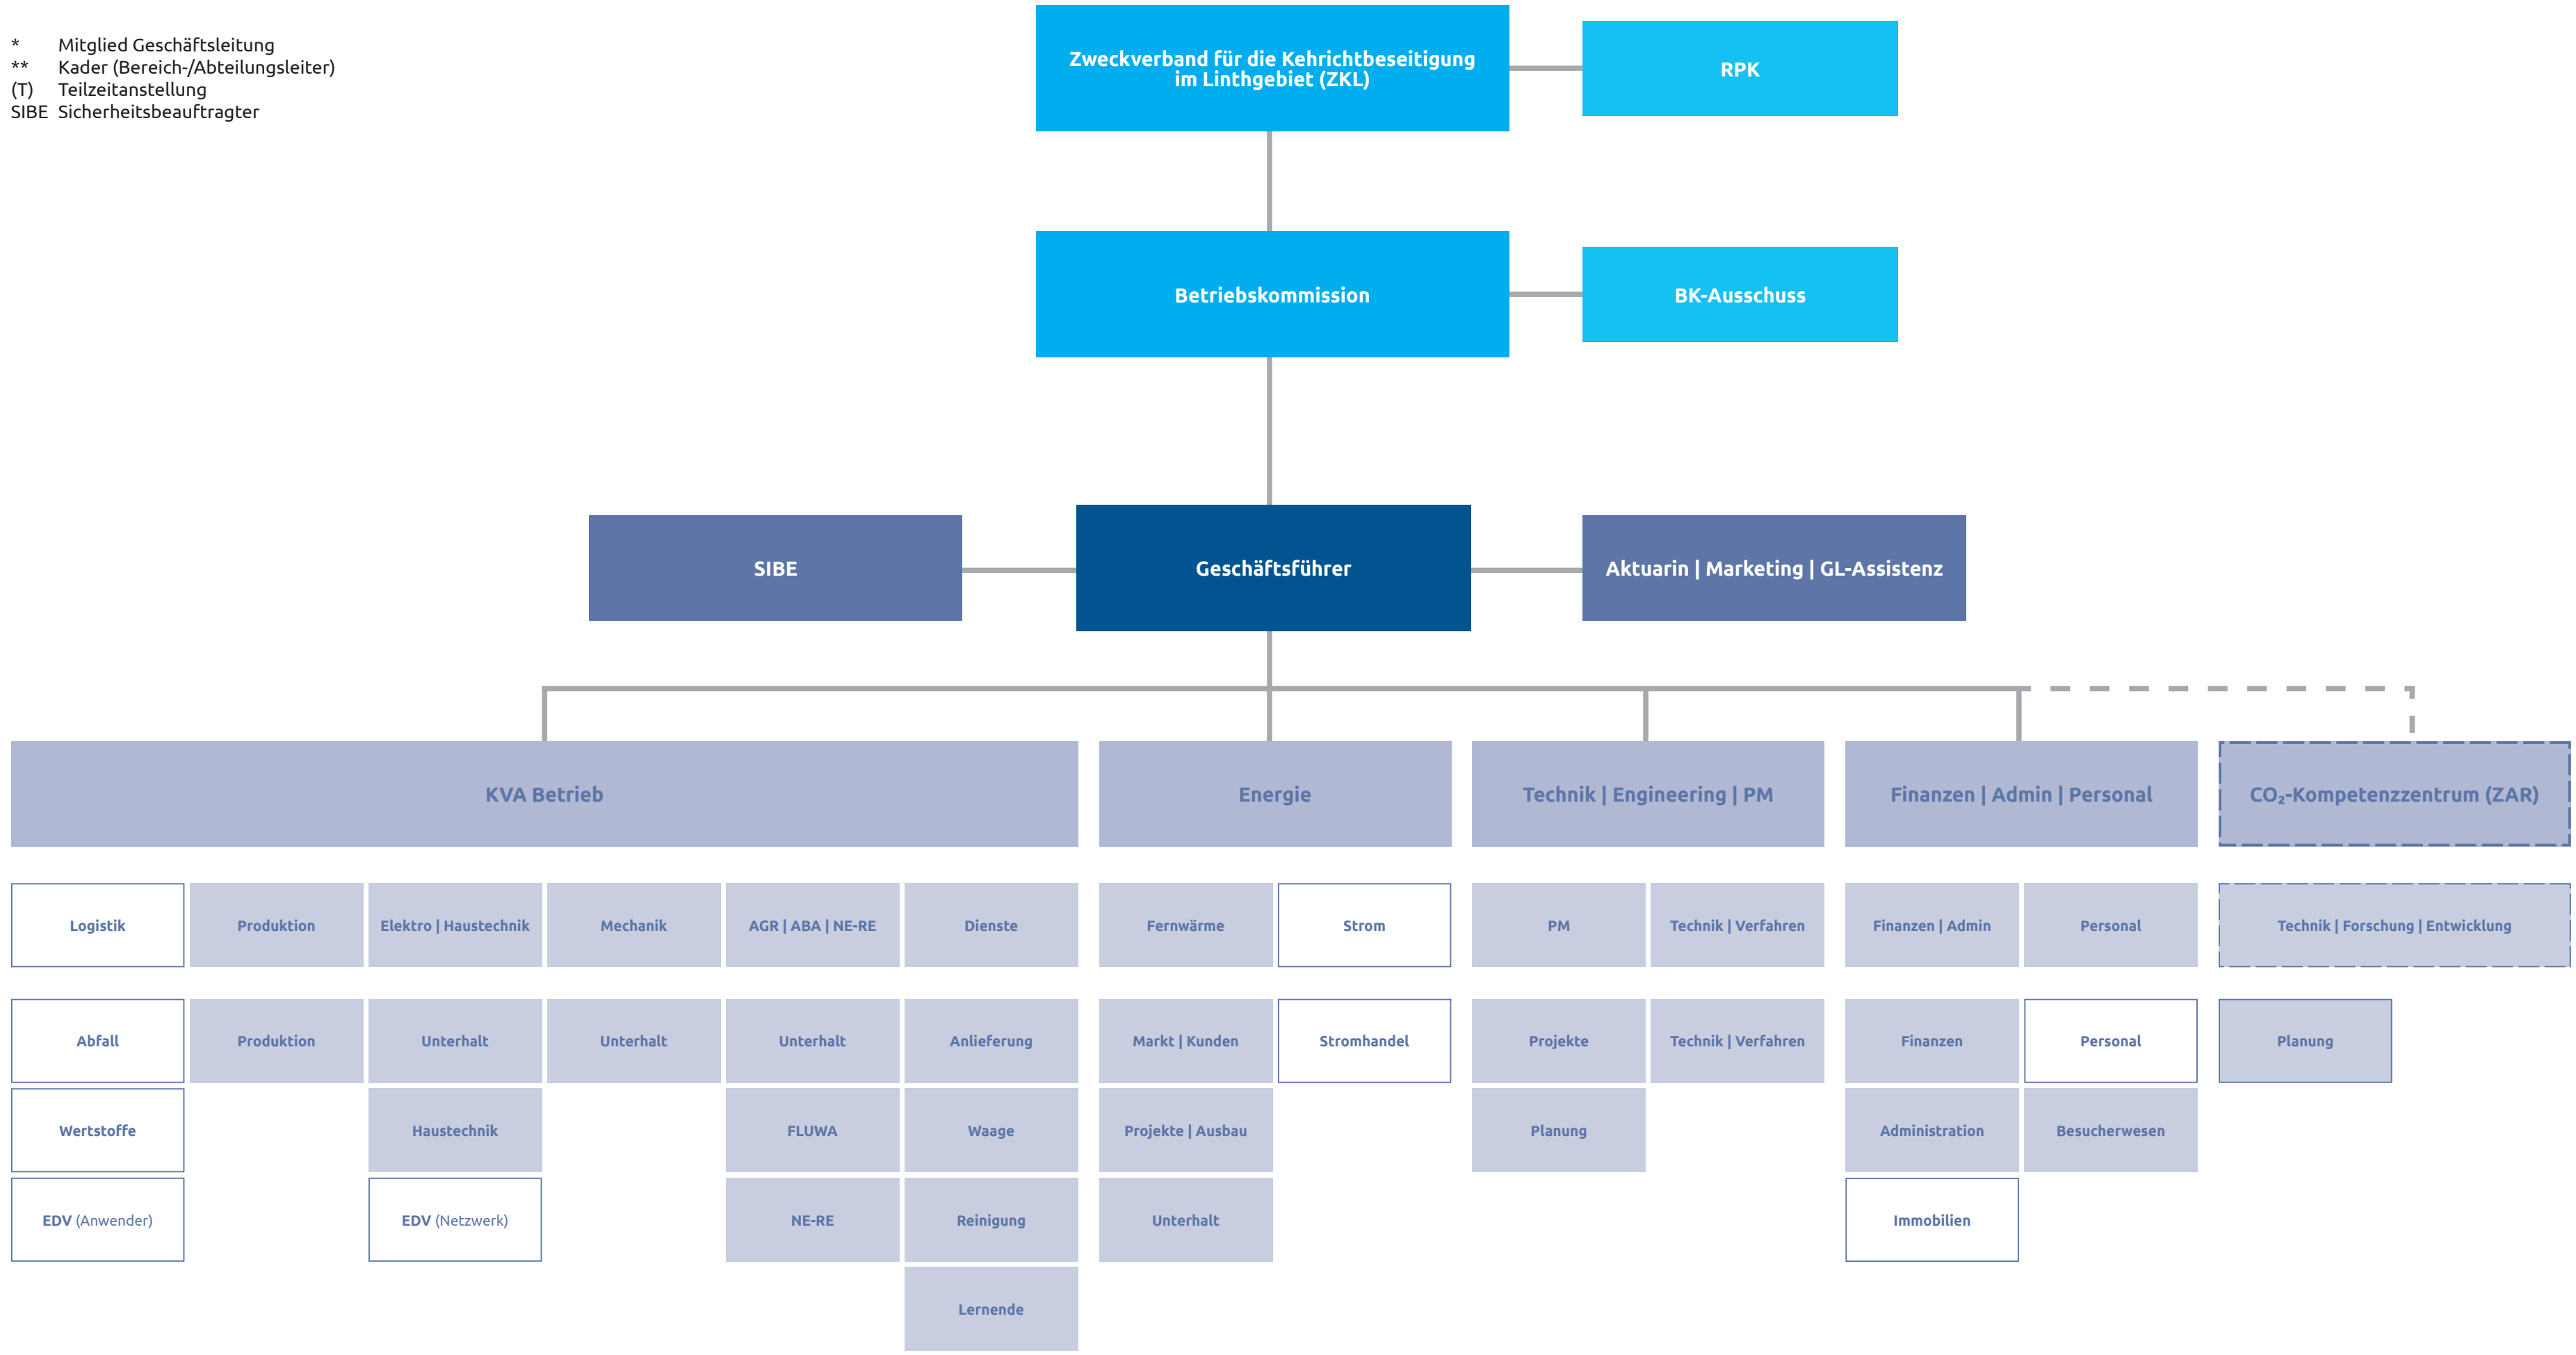 * Mitglied Geschäftsleitung
** Kader (Bereich-/Abteilungsleiter)
(T) Teilzeitanstellung
SIBE Sicherheitsbeauftragter
Zweckverband für die Kehrichtbeseitigung
im Linthgebiet (ZKL)
RPK
Betriebskommission
BK-Ausschuss
SIBE
Geschäftsführer
Aktuarin | Marketing | GL-Assistenz
KVA Betrieb
Energie
Technik | Engineering | PM
Finanzen | Admin | Personal
CO₂-Kompetenzzentrum (ZAR)
Logistik
Produktion
Elektro | Haustechnik
Mechanik
AGR | ABA | NE-RE
Dienste
Fernwärme
Strom
PM
Technik | Verfahren
Finanzen | Admin
Personal
Technik | Forschung | Entwicklung
Abfall
Produktion
Unterhalt
Unterhalt
Unterhalt
Anlieferung
Markt | Kunden
Stromhandel
Projekte
Technik | Verfahren
Finanzen
Personal
Planung
Wertstoffe
Haustechnik
FLUWA
Waage
Projekte | Ausbau
Planung
Administration
Besucherwesen
EDV (Anwender)
EDV (Netzwerk)
NE-RE
Reinigung
Unterhalt
Immobilien
Lernende